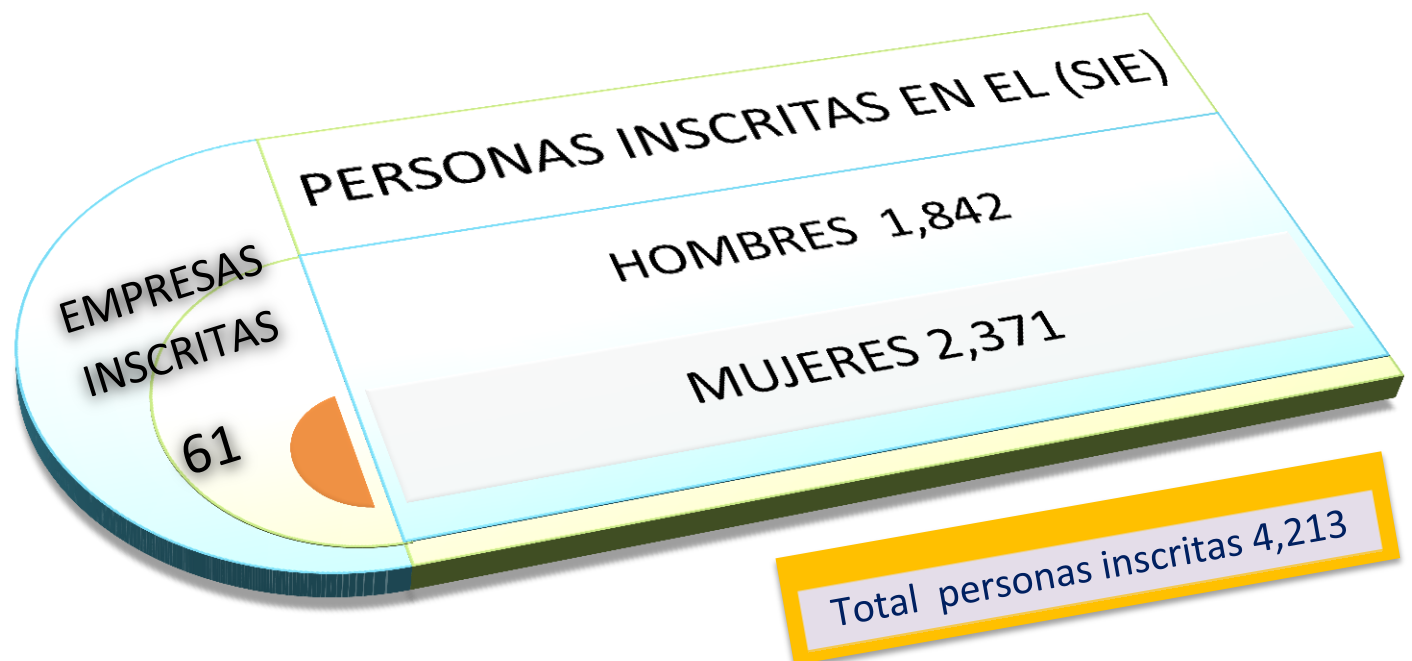 PERSONAS INSCRITAS EN EL (SIE)
HOMBRES 1,842
MUJERES 2,371
EMPRESAS
INSCRITAS
61
Total personas inscritas 4,213